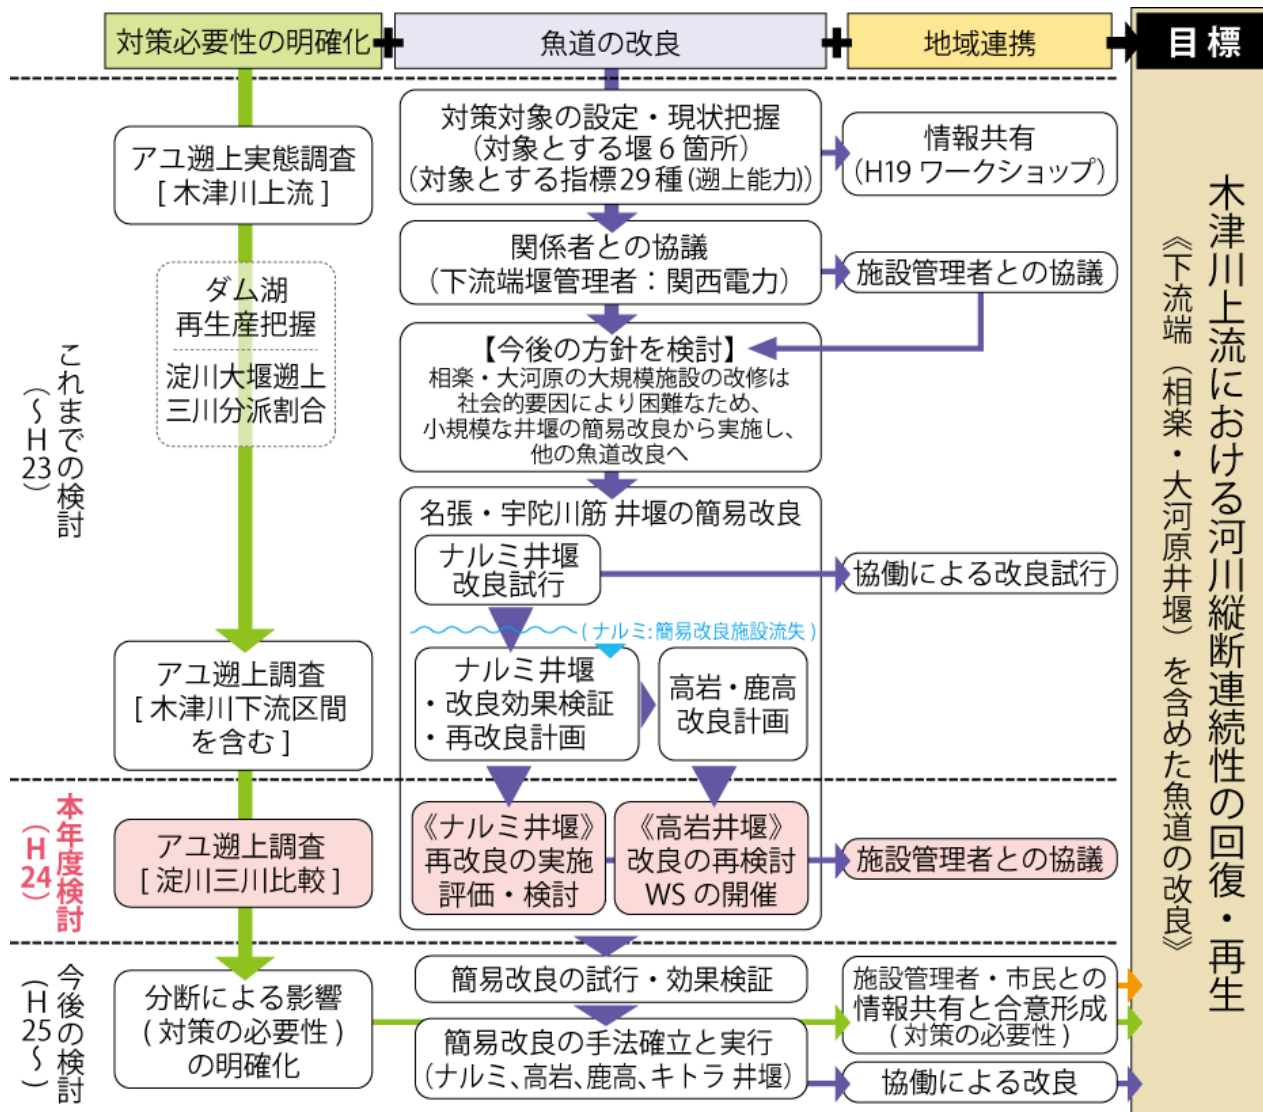 対策必要性の明確化
+
魚道の改良
+
地域連携
目標
これまでの検討
(～H23)
アユ遡上実態調査
[ 木津川上流 ]
ダム湖
再生産把握
淀川大堰遡上
三川分派割合
アユ遡上調査
[ 木津川下流区間
を含む ]
対策対象の設定・現状把握
(対象とする堰 6 箇所)
(対象とする指標 29 種 (遡上能力))
関係者との協議
(下流端堰管理者：関西電力)
【今後の方針を検討】
相楽・大河原の大規模施設の改修は
社会的要因により困難なため、
小規模な井堰の簡易改良から実施し、
他の魚道改良へ
名張・宇陀川筋 井堰の簡易改良
ナルミ井堰
改良試行
( ナルミ:簡易改良施設流失 )
ナルミ井堰
・改良効果検証
・再改良計画
高岩・鹿高
改良計画
情報共有
(H19 ワークショップ)
施設管理者との協議
協働による改良試行
本年度検討
(H24)
アユ遡上調査
[ 淀川三川比較 ]
《ナルミ井堰》
再改良の実施
評価・検討
《高岩井堰》
改良の再検討
WS の開催
施設管理者との協議
今後の検討
(H25～)
分断による影響
( 対策の必要性 )
の明確化
簡易改良の試行・効果検証
簡易改良の手法確立と実行
(ナルミ、高岩、鹿高、キトラ 井堰)
施設管理者・市民との
情報共有と合意形成
( 対策の必要性 )
協働による改良
木津川上流における河川縦断連続性の回復・再生
《下流端（相楽・大河原井堰）を含めた魚道の改良》